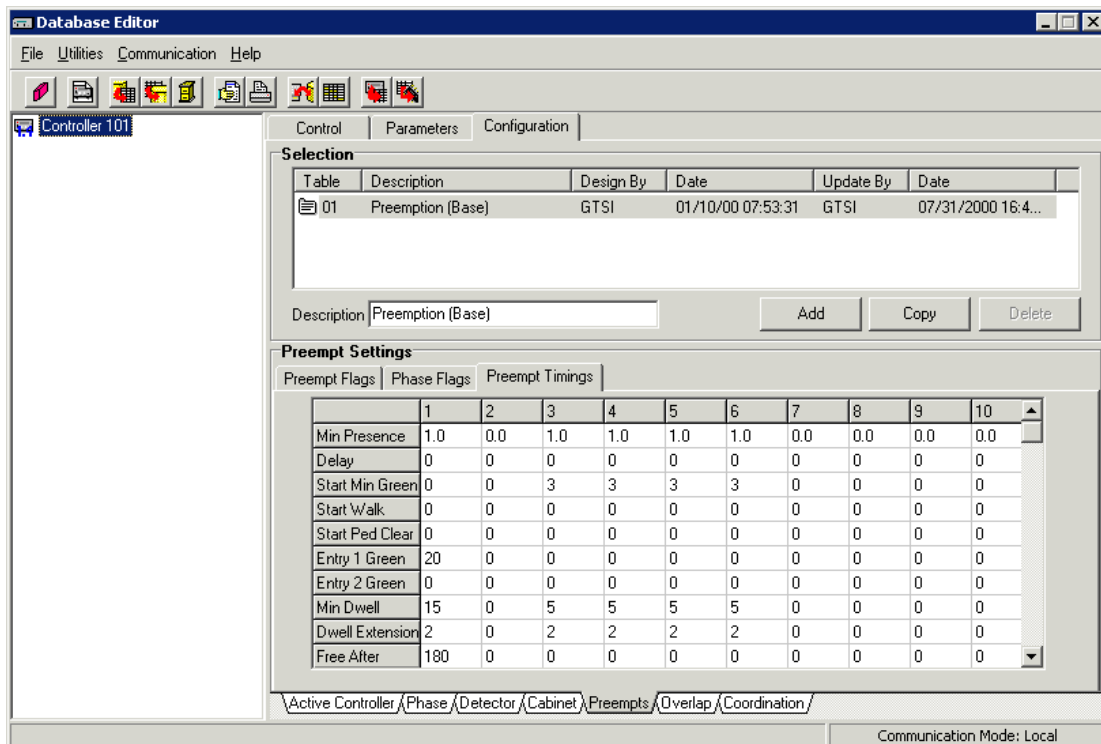 Database Editor
File Utilities Communication Help
Controller 101
Control Parameters Configuration
Selection
Table Description Design By Date Update By Date
01 Preemption (Base) GTSI 01/10/00 07:53:31 GTSI 07/31/2000 16:4...
Description Preemption (Base) Add Copy Delete
Preempt Settings
Preempt Flags Phase Flags Preempt Timings
1 2 3 4 5 6 7 8 9 10
Min Presence 1.0 0.0 1.0 1.0 1.0 1.0 0.0 0.0 0.0 0.0
Delay 0 0 0 0 0 0 0 0 0 0
Start Min Green 0 0 3 3 3 3 0 0 0 0
Start Walk 0 0 0 0 0 0 0 0 0 0
Start Ped Clear 0 0 0 0 0 0 0 0 0 0
Entry 1 Green 20 0 0 0 0 0 0 0 0 0
Entry 2 Green 0 0 0 0 0 0 0 0 0 0
Min Dwell 15 0 5 5 5 5 0 0 0 0
Dwell Extension 2 0 2 2 2 2 0 0 0 0
Free After 180 0 0 0 0 0 0 0 0 0
Active Controller Phase Detector Cabinet Preempts Overlap Coordination
Communication Mode: Local